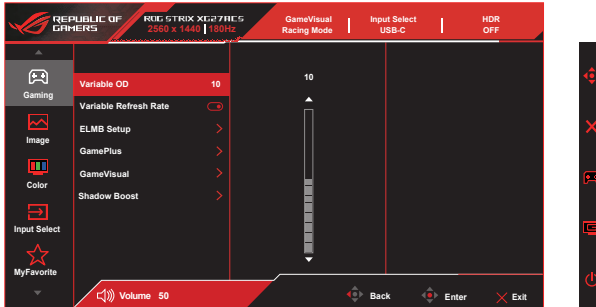 REPUBLIC OF
GAMERS
ROG STRIX XG27ACS
2560 x 1440 180Hz
GameVisual
Racing Mode
Input Select
USB-C
HDR
OFF
Gaming
Image
Color
Input Select
MyFavorite
Variable OD 10
Variable Refresh Rate
ELMB Setup
GamePlus
GameVisual
Shadow Boost
10
Volume 50
Back
Enter
Exit